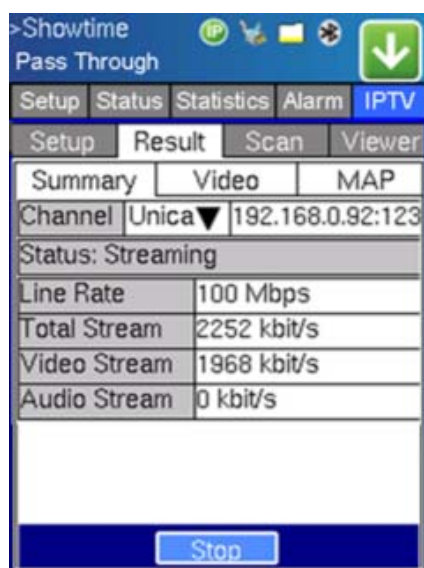 >Showtime IP
Pass Through
Setup Status Statistics Alarm IPTV
Setup Result Scan Viewer
Summary Video MAP
Channel Unica▼ 192.168.0.92:123
Status: Streaming
Line Rate 100 Mbps
Total Stream 2252 kbit/s
Video Stream 1968 kbit/s
Audio Stream 0 kbit/s
Stop